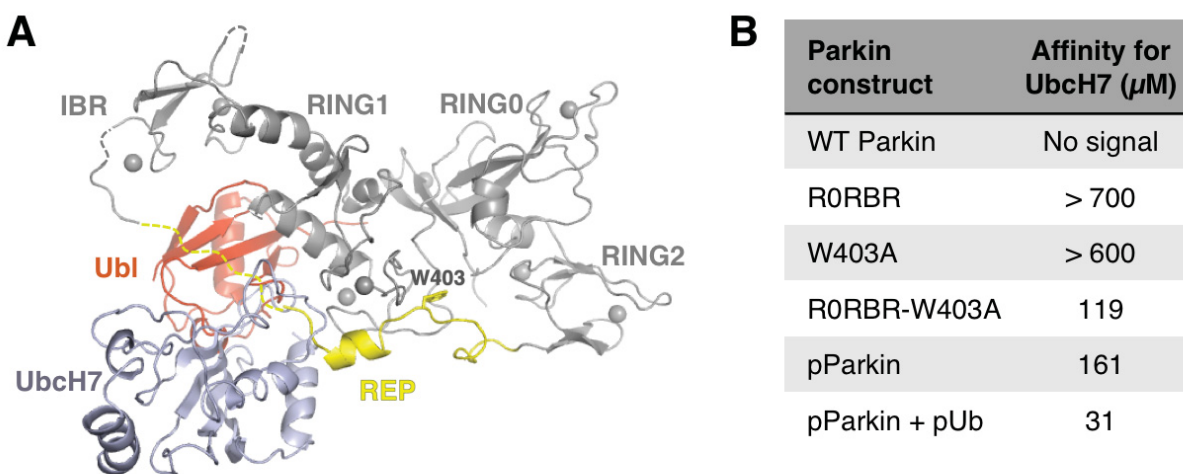 A
IBR
RING1
RING0
Ubl
W403
RING2
UbcH7
REP
B
Parkin construct Affinity for UbcH7 (µM)
WT Parkin No signal
R0RBR > 700
W403A > 600
R0RBR-W403A 119
pParkin 161
pParkin + pUb 31